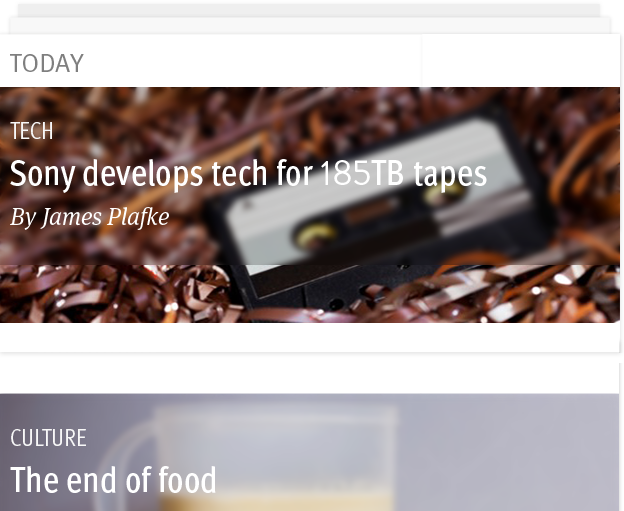 TODAY
TECH
Sony develops tech for 185TB tapes
By James Plafke
CULTURE
The end of food